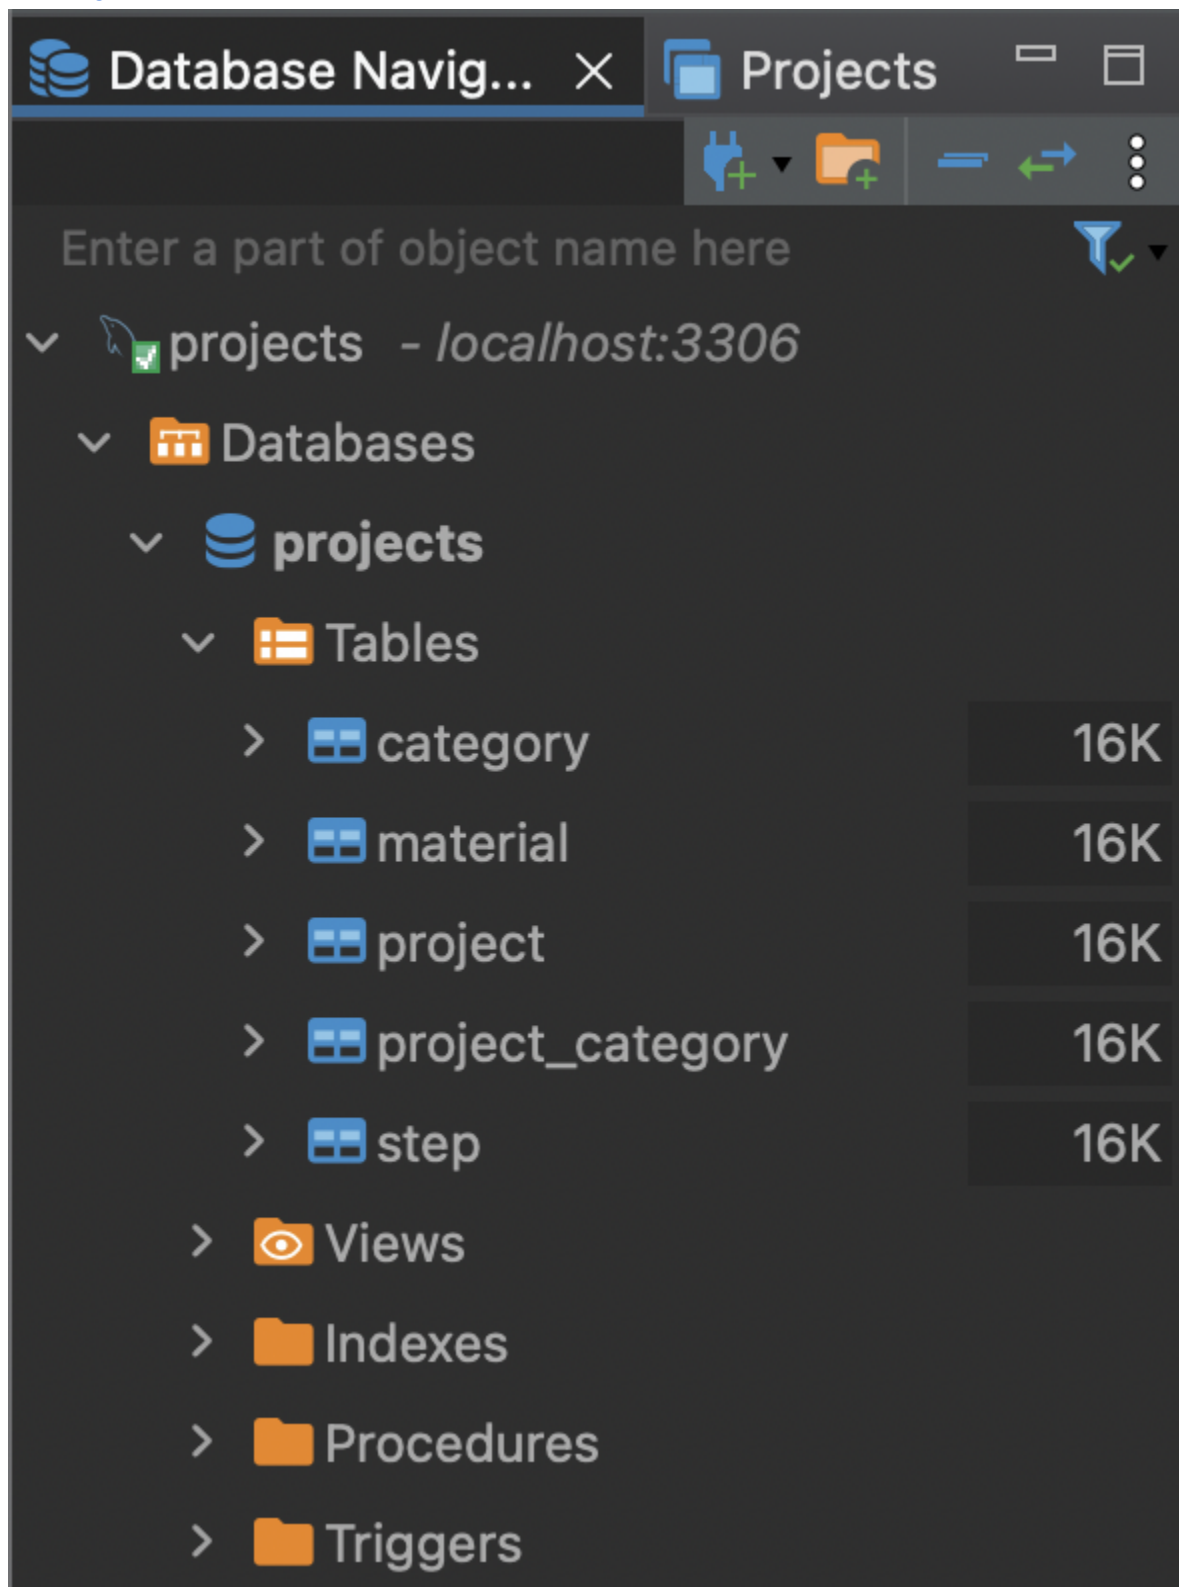 Database Navig... Projects
Enter a part of object name here
projects - localhost:3306
Databases
projects
Tables
category 16K
material 16K
project 16K
project_category 16K
step 16K
Views
Indexes
Procedures
Triggers